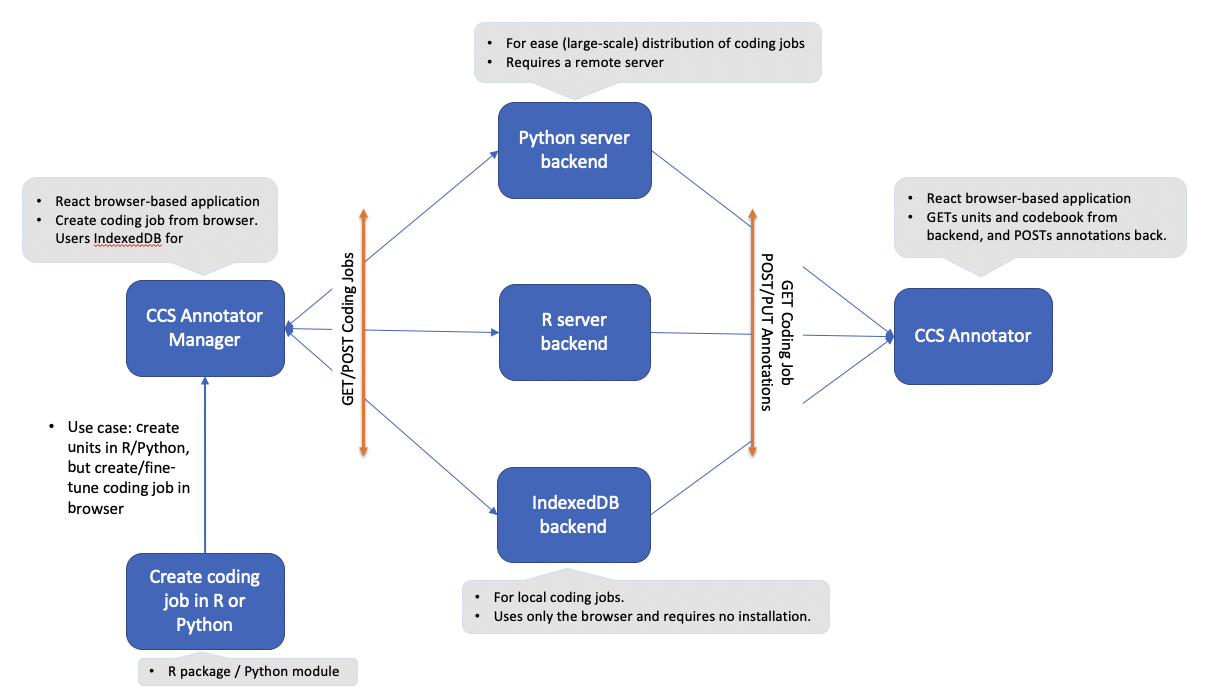 • For ease (large-scale) distribution of coding jobs
• Requires a remote server
Python server
backend
• React browser-based application
• Create coding job from browser.
Users IndexedDB for
• React browser-based application
• GETs units and codebook from
backend, and POSTs annotations back.
CCS Annotator
Manager
GET/POST Coding Jobs
R server
backend
GET Coding Job
POST/PUT Annotations
CCS Annotator
• Use case: create
units in R/Python,
but create/fine-
tune coding job in
browser
IndexedDB
backend
Create coding
job in R or
Python
• For local coding jobs.
• Uses only the browser and requires no installation.
• R package / Python module